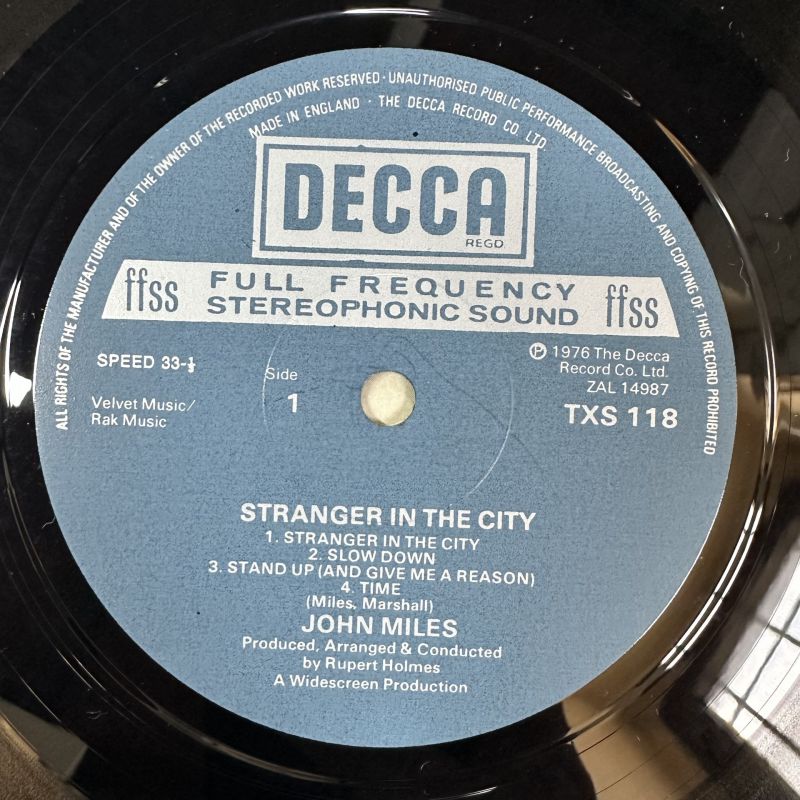 ALL RIGHTS OF THE MANUFACTURER AND OF THE OWNER OF THE RECORDED WORK RESERVED · UNAUTHORISED PUBLIC PERFORMANCE BROADCASTING AND COPYING OF THIS RECORD PROHIBITED
MADE IN ENGLAND · THE DECCA RECORD CO. LTD.
DECCA
REGD
ffss FULL FREQUENCY ffss
STEREOPHONIC SOUND
SPEED 33-⅓
Velvet Music/
Rak Music
Side
1
℗ 1976 The Decca
Record Co. Ltd.
ZAL 14987
TXS 118
STRANGER IN THE CITY
1. STRANGER IN THE CITY
2. SLOW DOWN
3. STAND UP (AND GIVE ME A REASON)
4. TIME
(Miles, Marshall)
JOHN MILES
Produced, Arranged & Conducted
by Rupert Holmes
A Widescreen Production